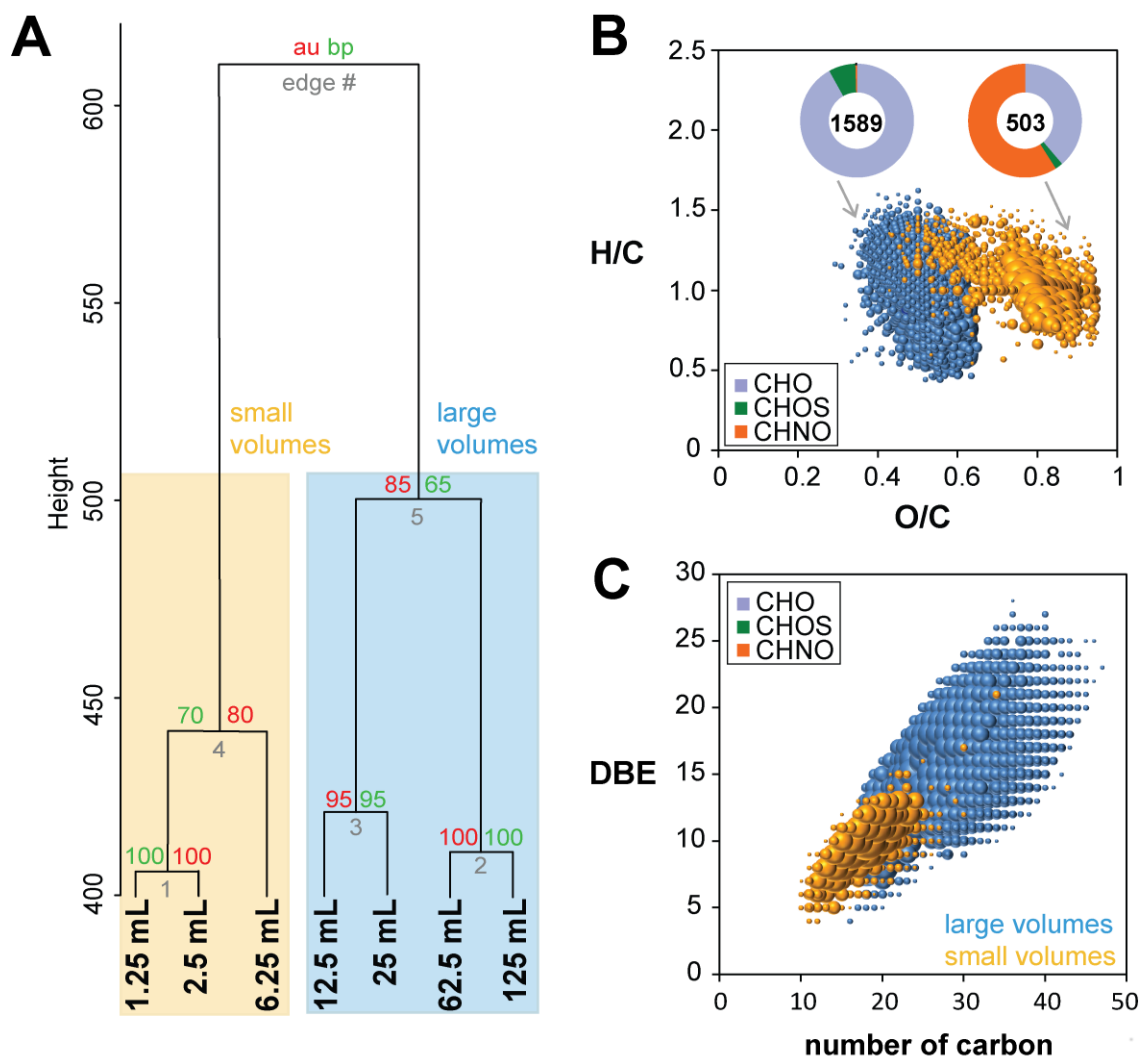 A
au bp
edge #
600
550
500
450
400
Height
small
volumes
large
volumes
85 65
5
70 80
4
95 95
3
100 100
2
100 100
1
1.25 mL
2.5 mL
6.25 mL
12.5 mL
25 mL
62.5 mL
125 mL
B
2.5
2.0
1.5
1.0
0.5
0
H/C
1589
503
CHO
CHOS
CHNO
0
0.2
0.4
0.6
0.8
1
O/C
C
30
25
20
15
10
5
0
DBE
CHO
CHOS
CHNO
large volumes
small volumes
0
10
20
30
40
50
number of carbon